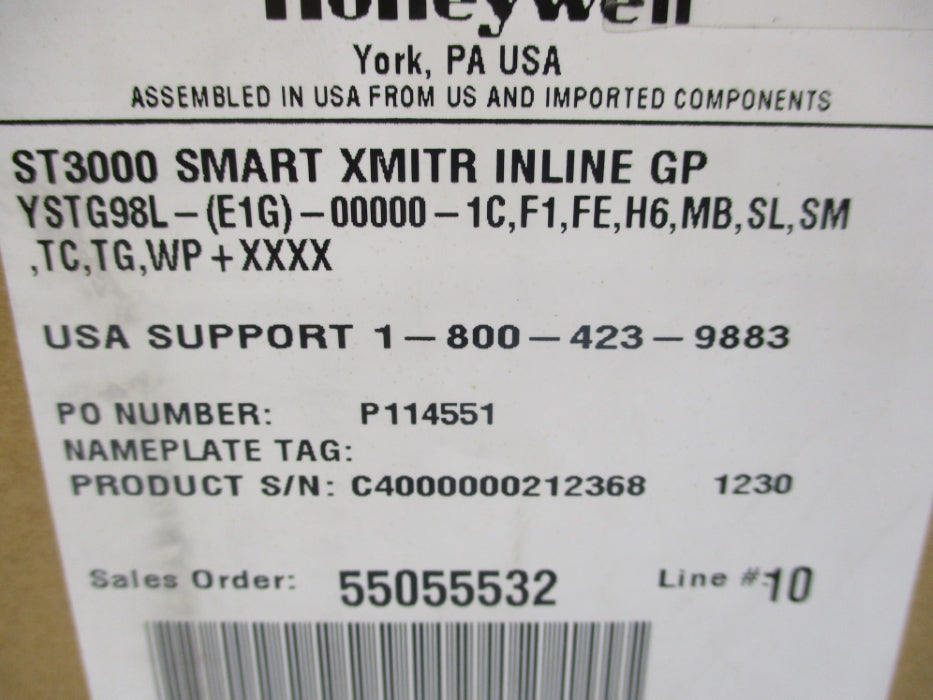 Honeywell
York, PA USA
ASSEMBLED IN USA FROM US AND IMPORTED COMPONENTS
ST3000 SMART XMITR INLINE GP
YSTG98L-(E1G)-00000-1C,F1,FE,H6,MB,SL,SM
,TC,TG,WP+XXXX
USA SUPPORT 1-800-423-9883
PO NUMBER: P114551
NAMEPLATE TAG:
PRODUCT S/N: C4000000212368 1230
Sales Order: 55055532 Line #: 10